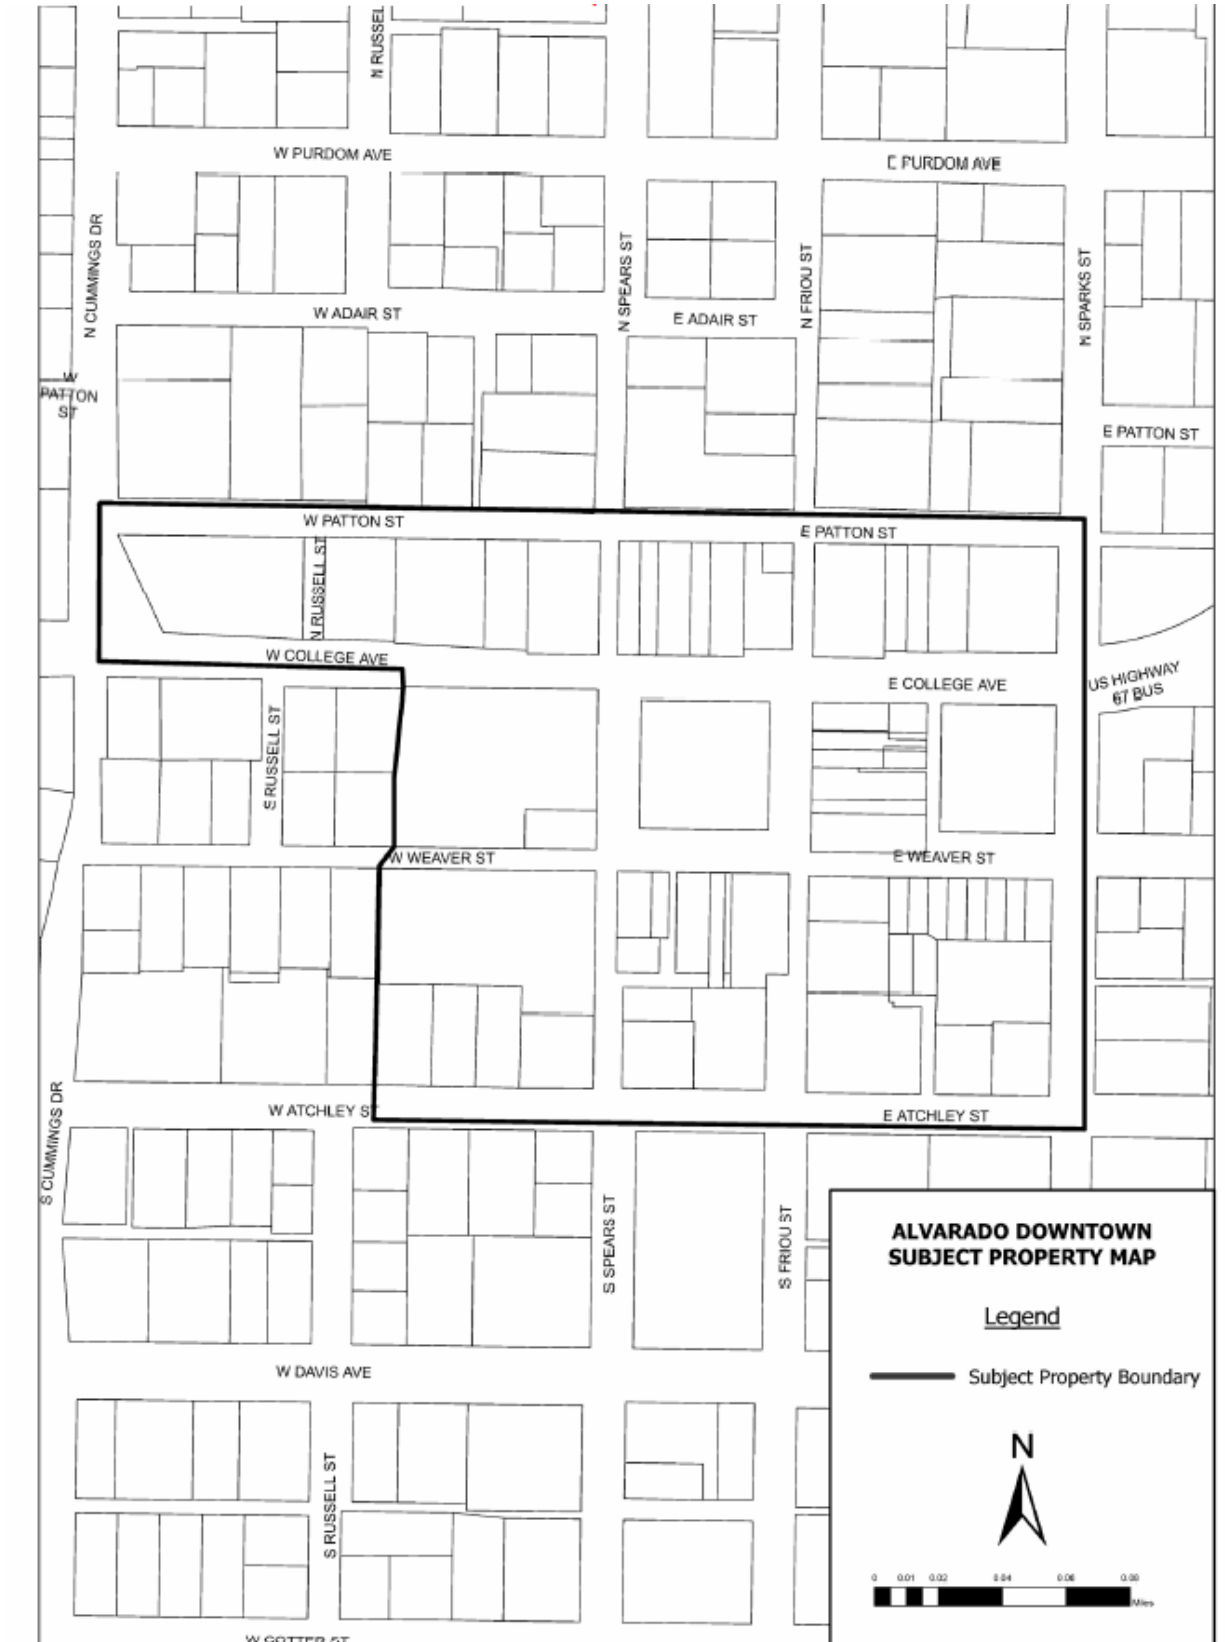 N RUSSEL
W PURDOM AVE
E PURDOM AVE
N CUMMINGS DR
N SPEARS ST
N FRIOU ST
N SPARKS ST
W ADAIR ST
E ADAIR ST
W
PATTON
ST
E PATTON ST
W PATTON ST
E PATTON ST
N RUSSELL ST
W COLLEGE AVE
E COLLEGE AVE
US HIGHWAY
67 BUS
S RUSSELL ST
W WEAVER ST
E WEAVER ST
S CUMMINGS DR
W ATCHLEY ST
E ATCHLEY ST
S SPEARS ST
S FRIOU ST
ALVARADO DOWNTOWN
SUBJECT PROPERTY MAP
Legend
Subject Property Boundary
W DAVIS AVE
N
S RUSSELL ST
0 0.01 0.02 0.04 0.06 0.08
Miles
W COTTER ST